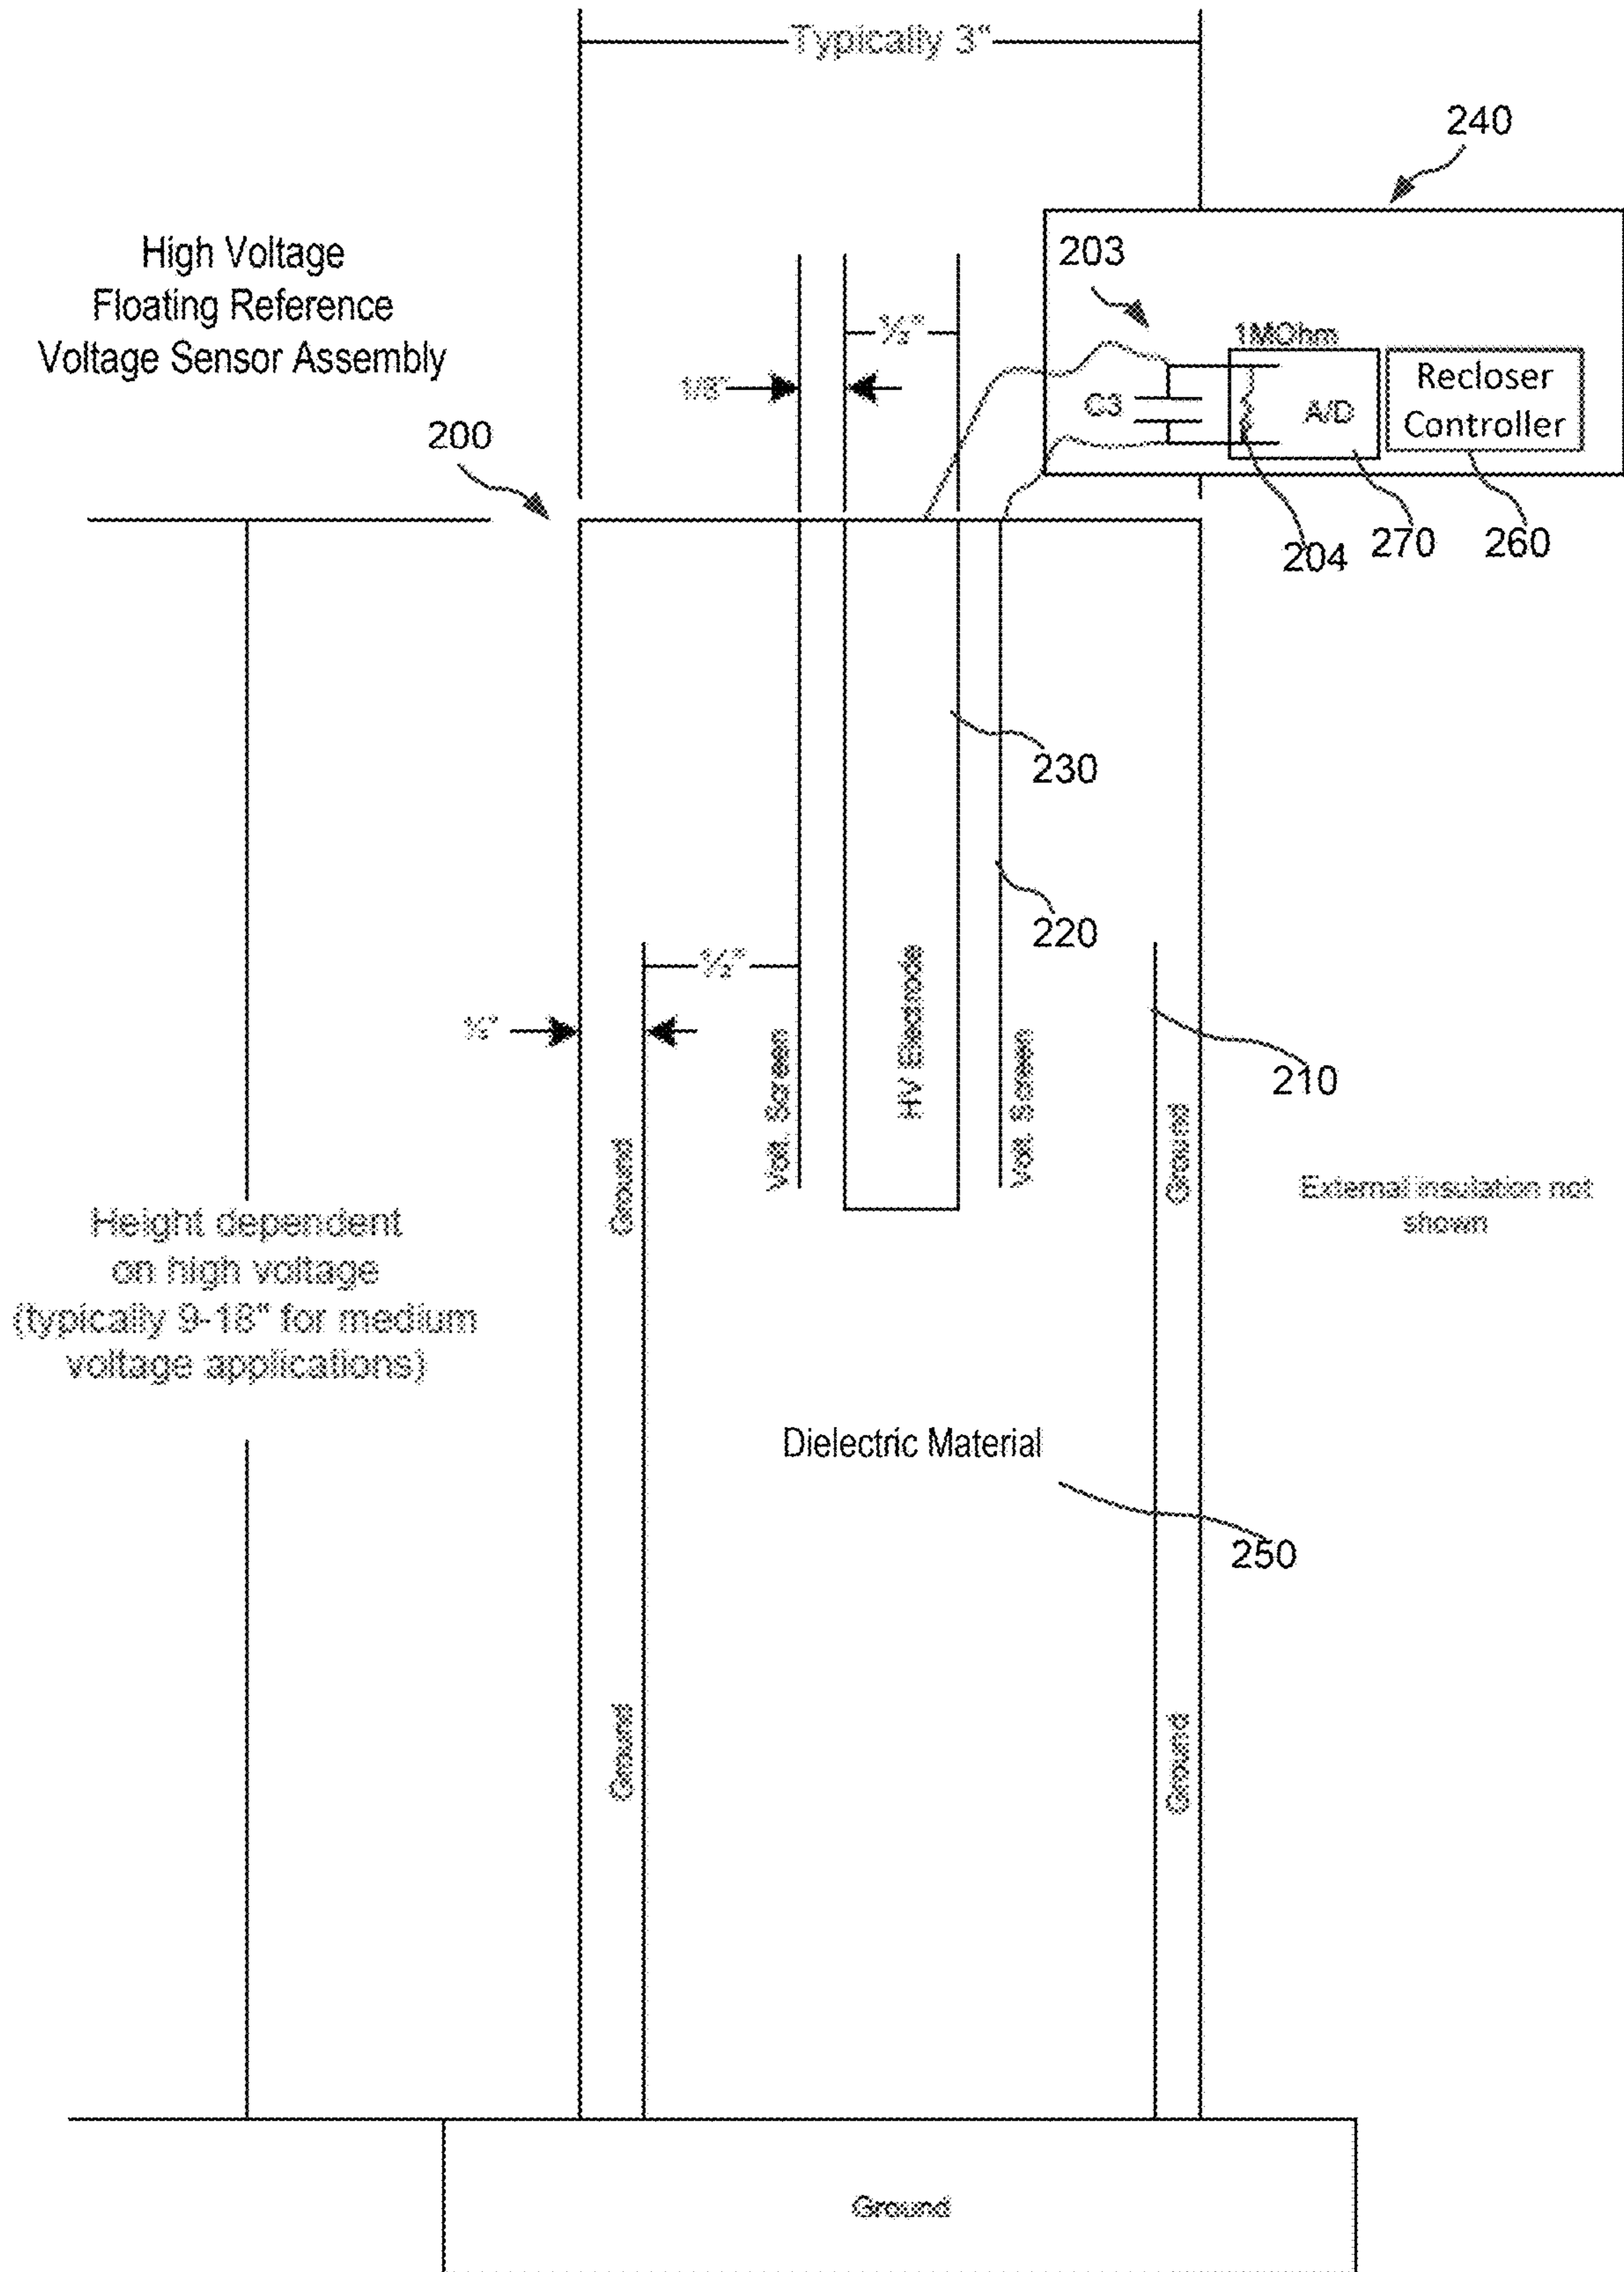 Typically 3"
240
High Voltage
Floating Reference
Voltage Sensor Assembly
203
1MOhm
C3
A/D
Recloser
Controller
½"
1/8"
200
204
270
260
230
220
½"
Volt. Screen
HV Electrode
Volt. Screen
210
Ground
Ground
External insulation not
shown
Height dependent
on high voltage
(typically 9-18" for medium
voltage applications)
Dielectric Material
250
Ground
Ground
Ground